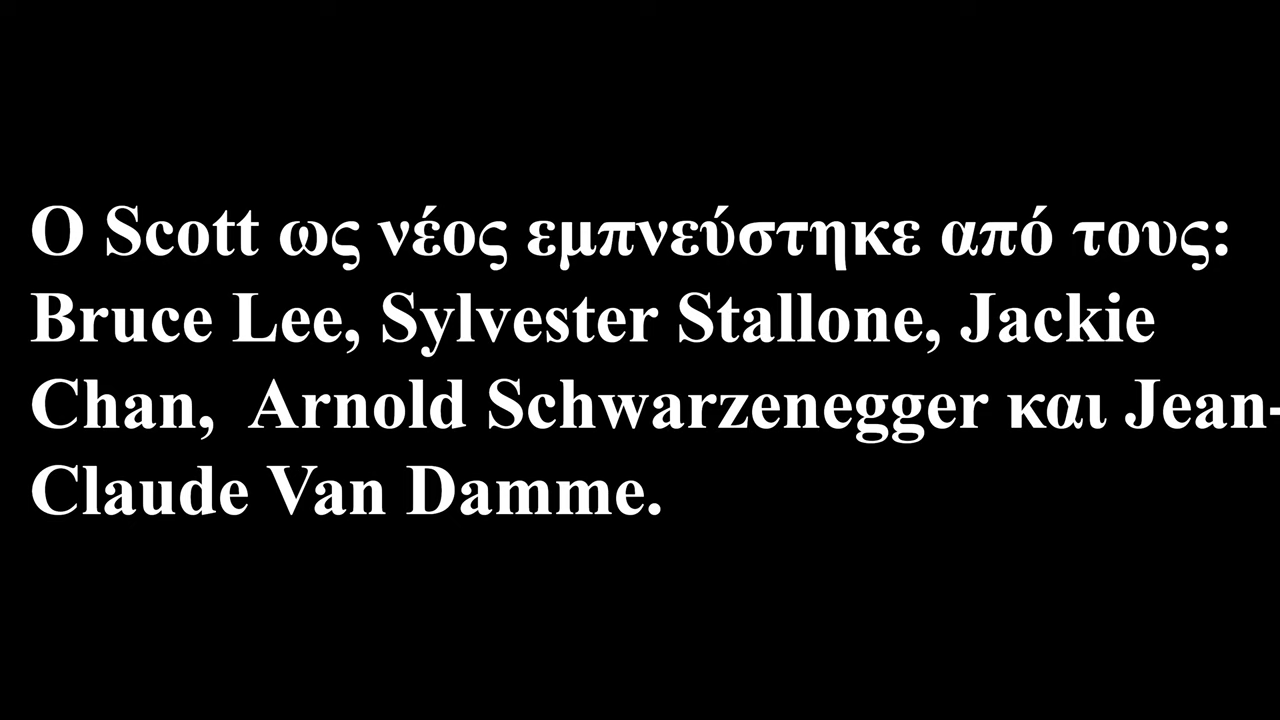 Ο Scott ως νέος εμπνεύστηκε από τους:
Bruce Lee, Sylvester Stallone, Jackie
Chan,  Arnold Schwarzenegger και Jean-
Claude Van Damme.